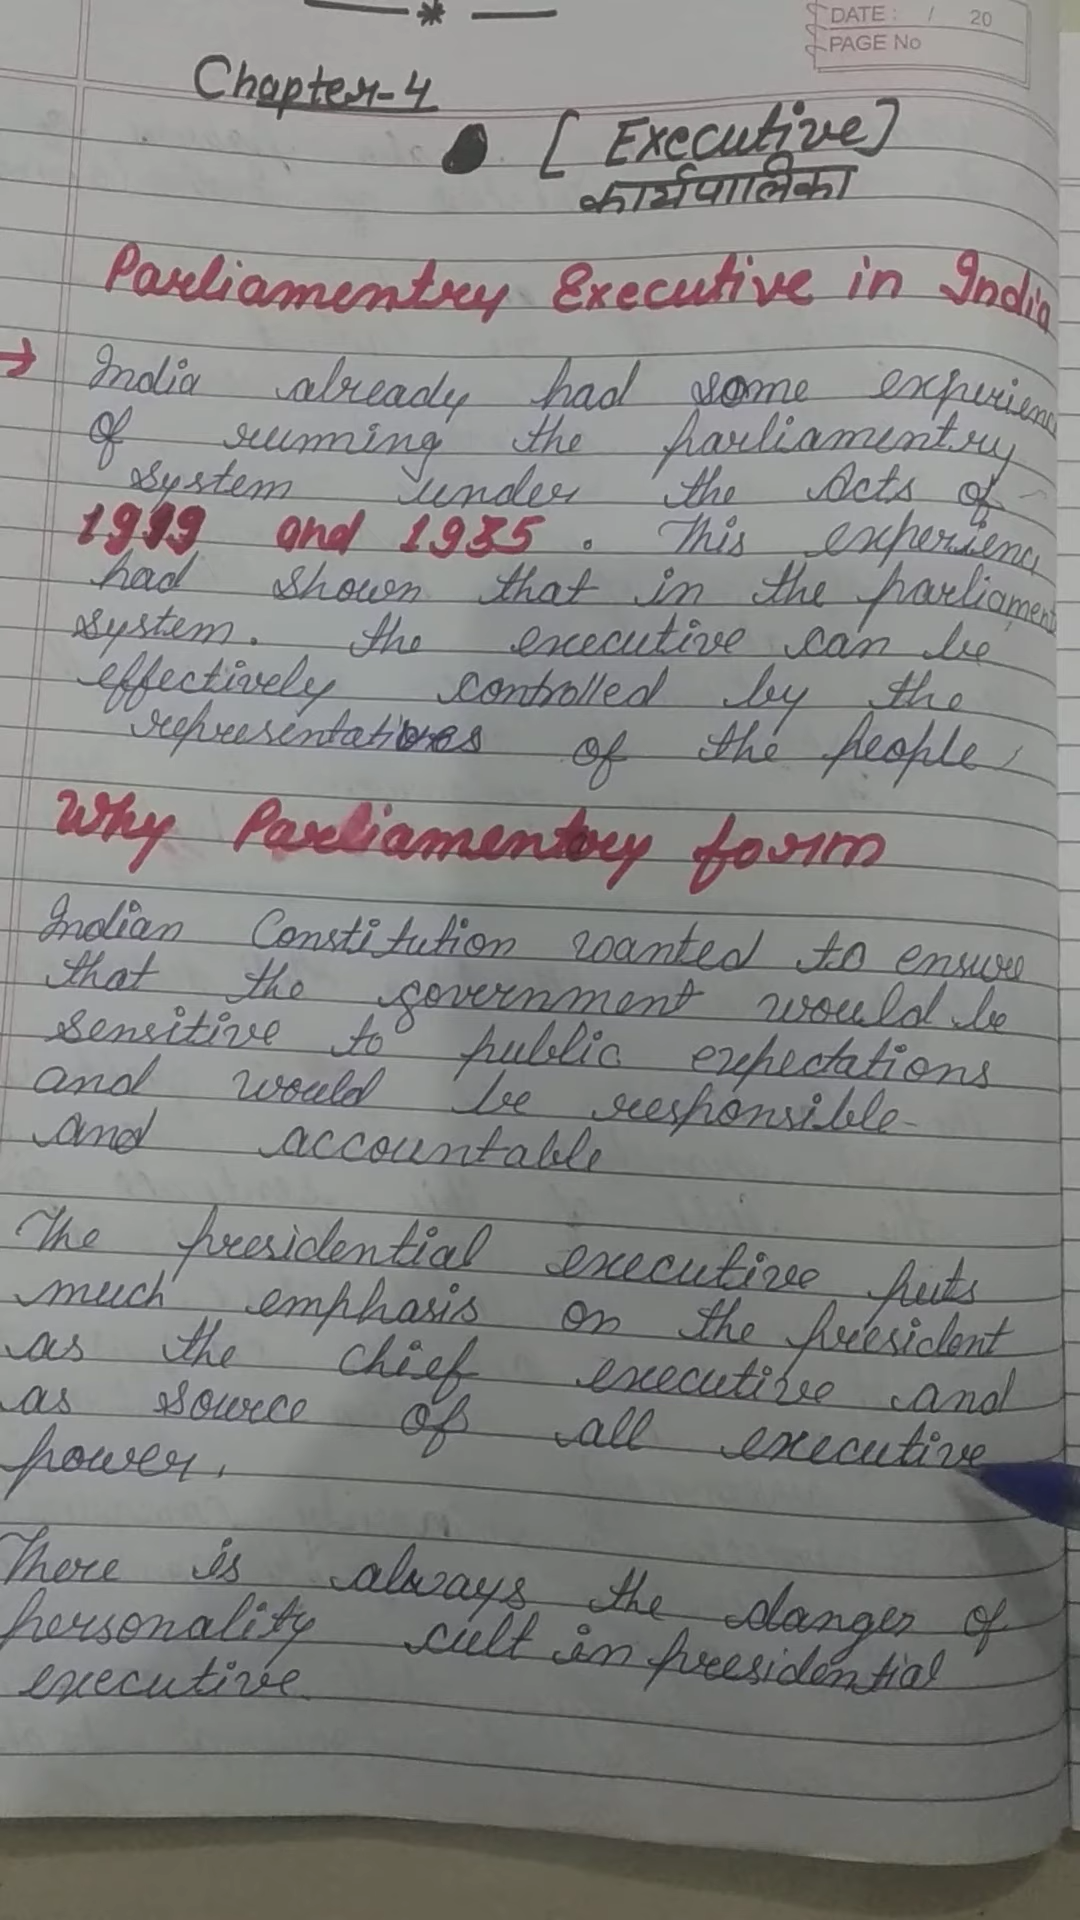 DATE : / 20
PAGE No
Chapter-4
[ Executive ]
कार्यपालिका
Parliamentry Executive in India
→ India already had some experienc
of running the parliamentry
system under the Acts of
1919 and 1935 . This experienc
had shown that in the parliament
system. the executive can be
effectively controlled by the
representatives of the people
Why Parliamentory form
Indian Constitution wanted to ensure
that the government would be
sensitive to public expectations
and would be responsible
and accountable
The presidential executive puts
much emphasis on the president
as the chief executive and
as source of all executive
power.
There is always the danger of
personality cult in presidential
executive